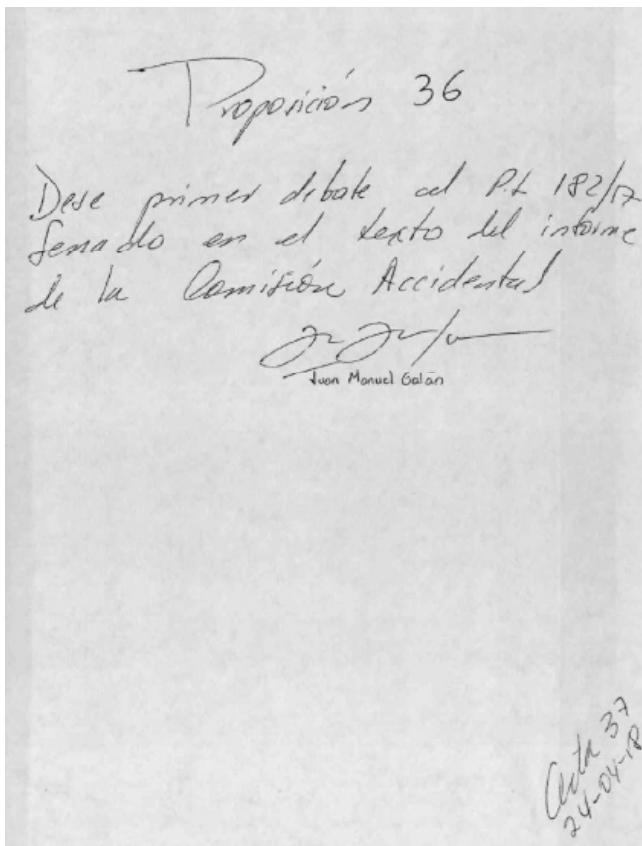 Proposición 36
Dese primer debate al P.L 182/17
Senado en el texto del informe
de la Comisión Accidental
Juan Manuel Galán
Acta 37
24-04-18